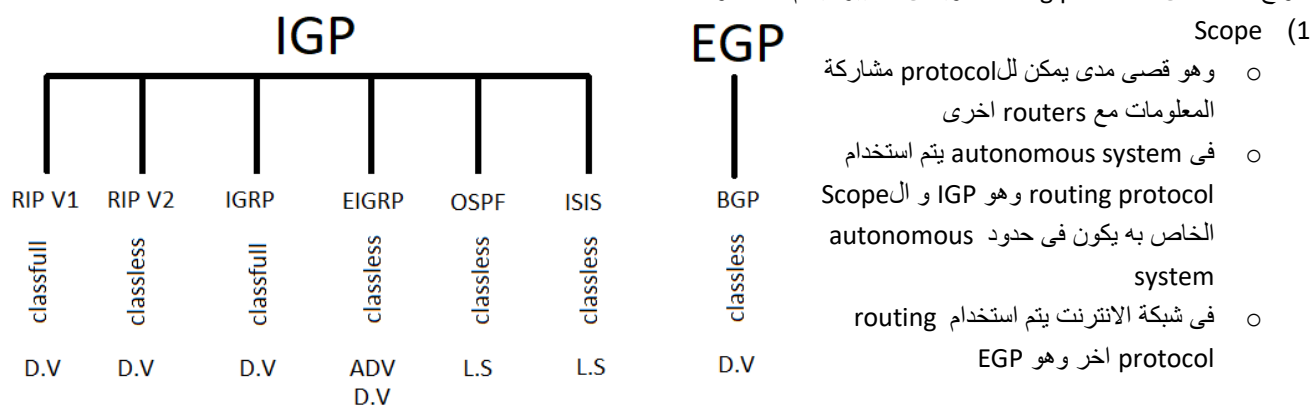 IGP
EGP
RIP V1 RIP V2 IGRP EIGRP OSPF ISIS
BGP
classfull classless classfull classless classless classless
classless
D.V D.V D.V ADV D.V L.S L.S
D.V
1) Scope
o وهو قصى مدى يمكن للprotocol مشاركة
المعلومات مع routers اخرى
o فى autonomous system يتم استخدام
routing protocol وهو IGP و الScope
الخاص به يكون فى حدود autonomous
system
o فى شبكة الانترنت يتم استخدام routing
protocol اخر وهو EGP